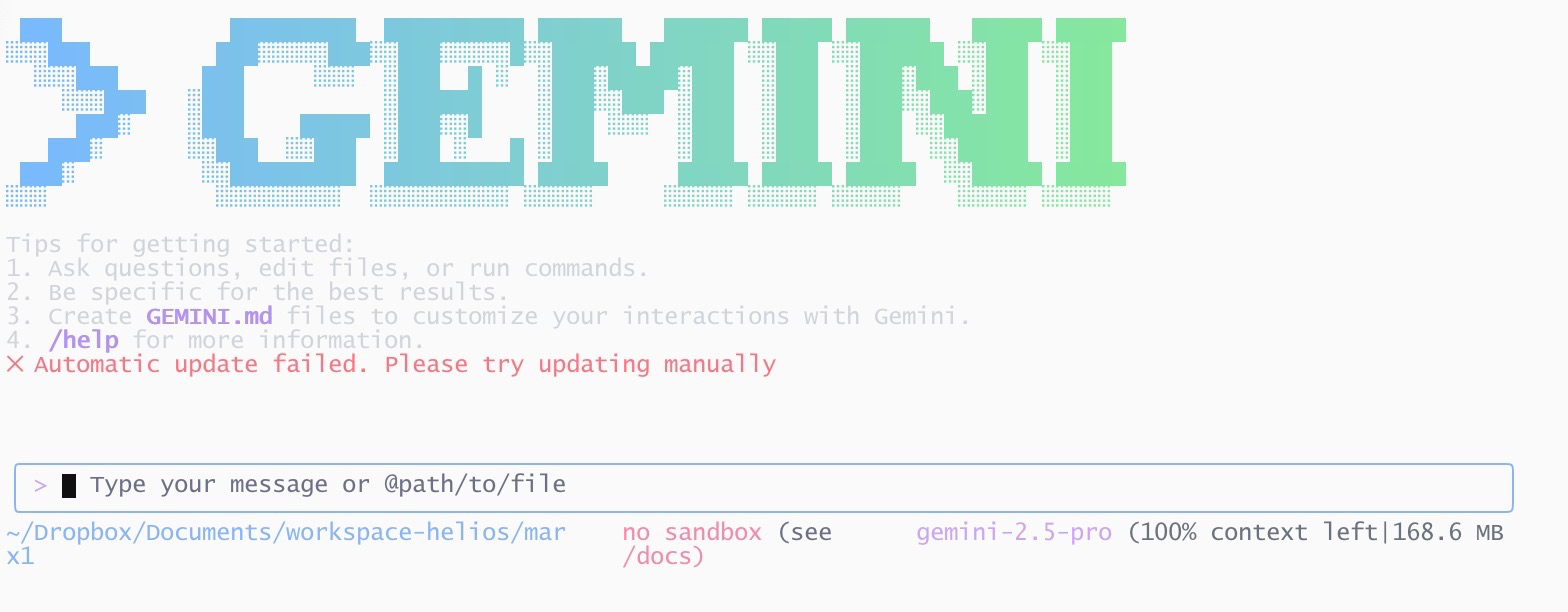 > GEMINI
Tips for getting started:
1. Ask questions, edit files, or run commands.
2. Be specific for the best results.
3. Create GEMINI.md files to customize your interactions with Gemini.
4. /help for more information.
✕ Automatic update failed. Please try updating manually
> Type your message or @path/to/file
~/Dropbox/Documents/workspace-helios/mar no sandbox (see gemini-2.5-pro (100% context left|168.6 MB
x1 /docs)